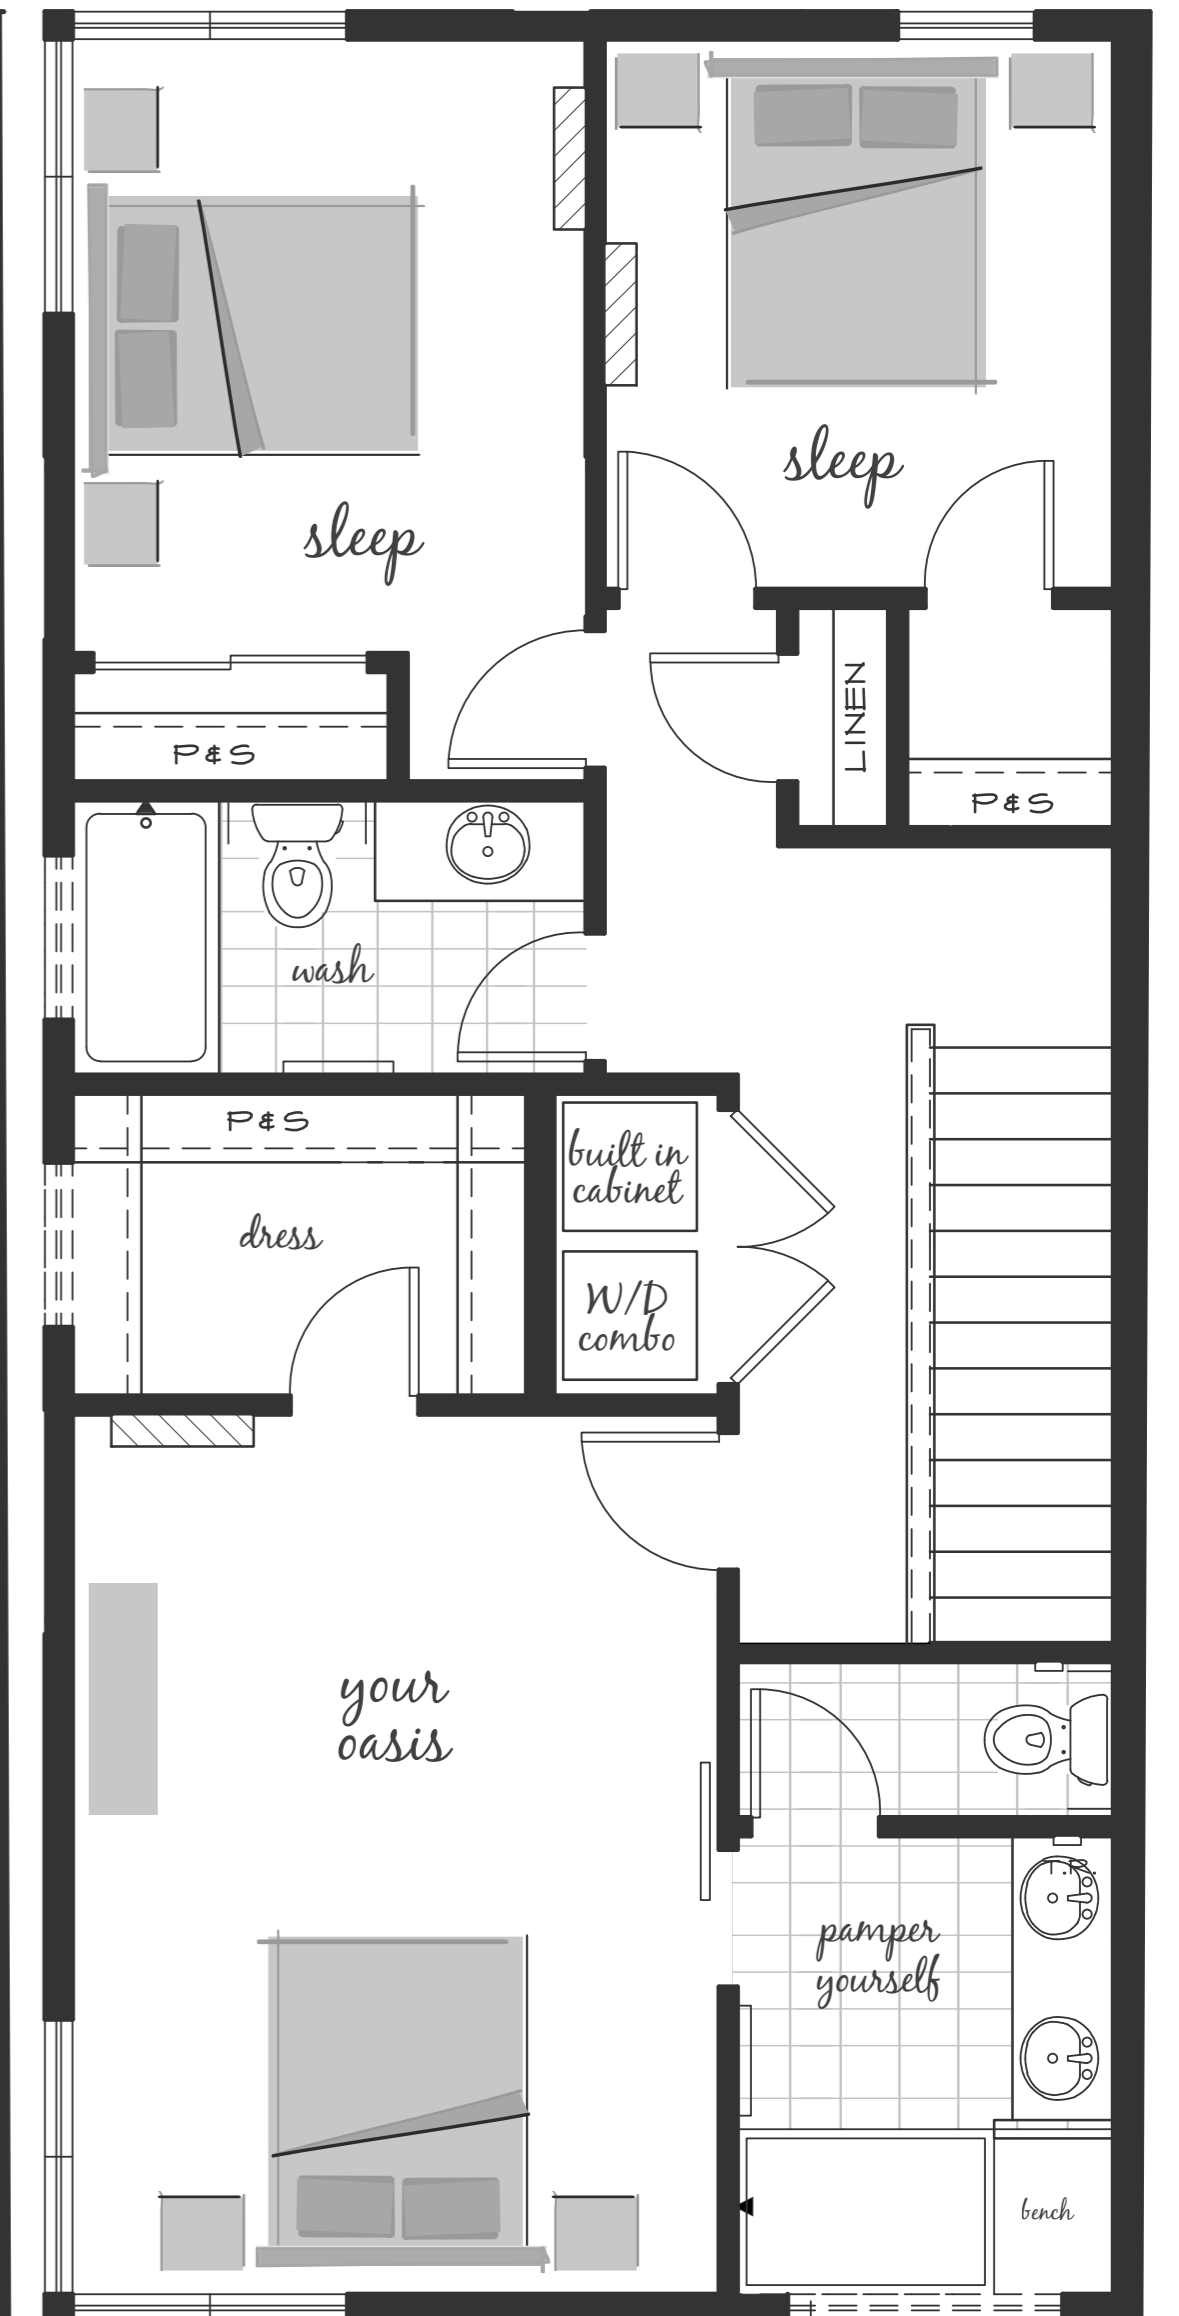 sleep
sleep
P & S
LINEN
P & S
wash
P & S
built in
cabinet
dress
W/D
combo
your
oasis
pamper
yourself
bench